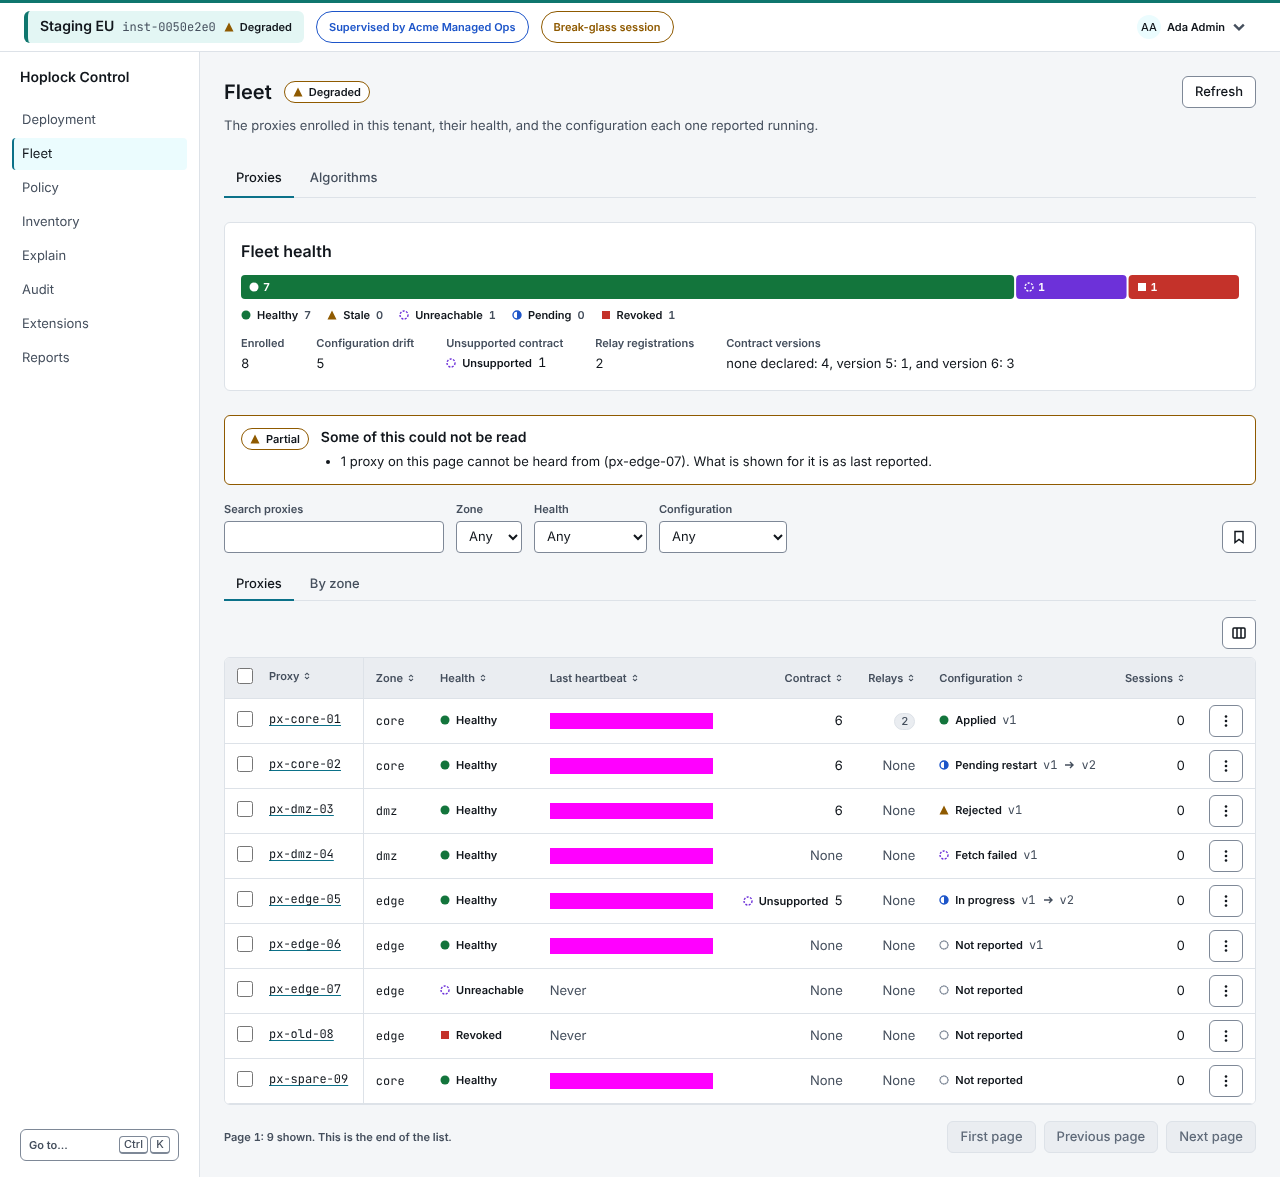 Staging EU inst-0050e2e0 Degraded Supervised by Acme Managed Ops Break-glass session AA Ada Admin
Hoplock Control
Deployment
Fleet
Policy
Inventory
Explain
Audit
Extensions
Reports
Go to... Ctrl K
Fleet Degraded Refresh
The proxies enrolled in this tenant, their health, and the configuration each one reported running.
Proxies Algorithms
Fleet health
7 1 1
Healthy 7 Stale 0 Unreachable 1 Pending 0 Revoked 1
Enrolled Configuration drift Unsupported contract Relay registrations Contract versions
8 5 Unsupported 1 2 none declared: 4, version 5: 1, and version 6: 3
Partial Some of this could not be read
• 1 proxy on this page cannot be heard from (px-edge-07). What is shown for it is as last reported.
Search proxies Zone Health Configuration
Any Any Any
Proxies By zone
Proxy Zone Health Last heartbeat Contract Relays Configuration Sessions
px-core-01 core Healthy 6 2 Applied v1 0
px-core-02 core Healthy 6 None Pending restart v1 → v2 0
px-dmz-03 dmz Healthy 6 None Rejected v1 0
px-dmz-04 dmz Healthy None None Fetch failed v1 0
px-edge-05 edge Healthy Unsupported 5 None In progress v1 → v2 0
px-edge-06 edge Healthy None None Not reported v1 0
px-edge-07 edge Unreachable Never None None Not reported 0
px-old-08 edge Revoked Never None None Not reported 0
px-spare-09 core Healthy None None Not reported 0
Page 1: 9 shown. This is the end of the list. First page Previous page Next page